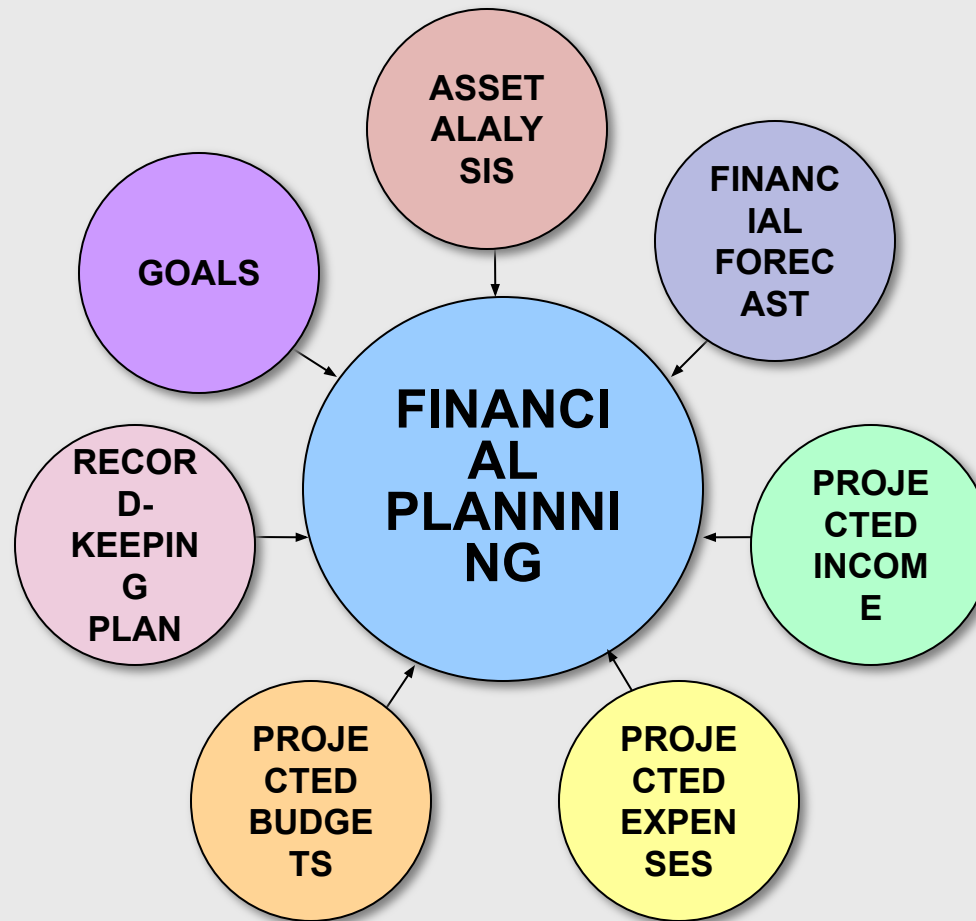 ASSET
ALALY
SIS
FINANC
IAL
FOREC
AST
GOALS
FINANCI
AL
PLANNNI
NG
RECOR
D-
KEEPIN
G
PLAN
PROJE
CTED
INCOM
E
PROJE
CTED
BUDGE
TS
PROJE
CTED
EXPEN
SES